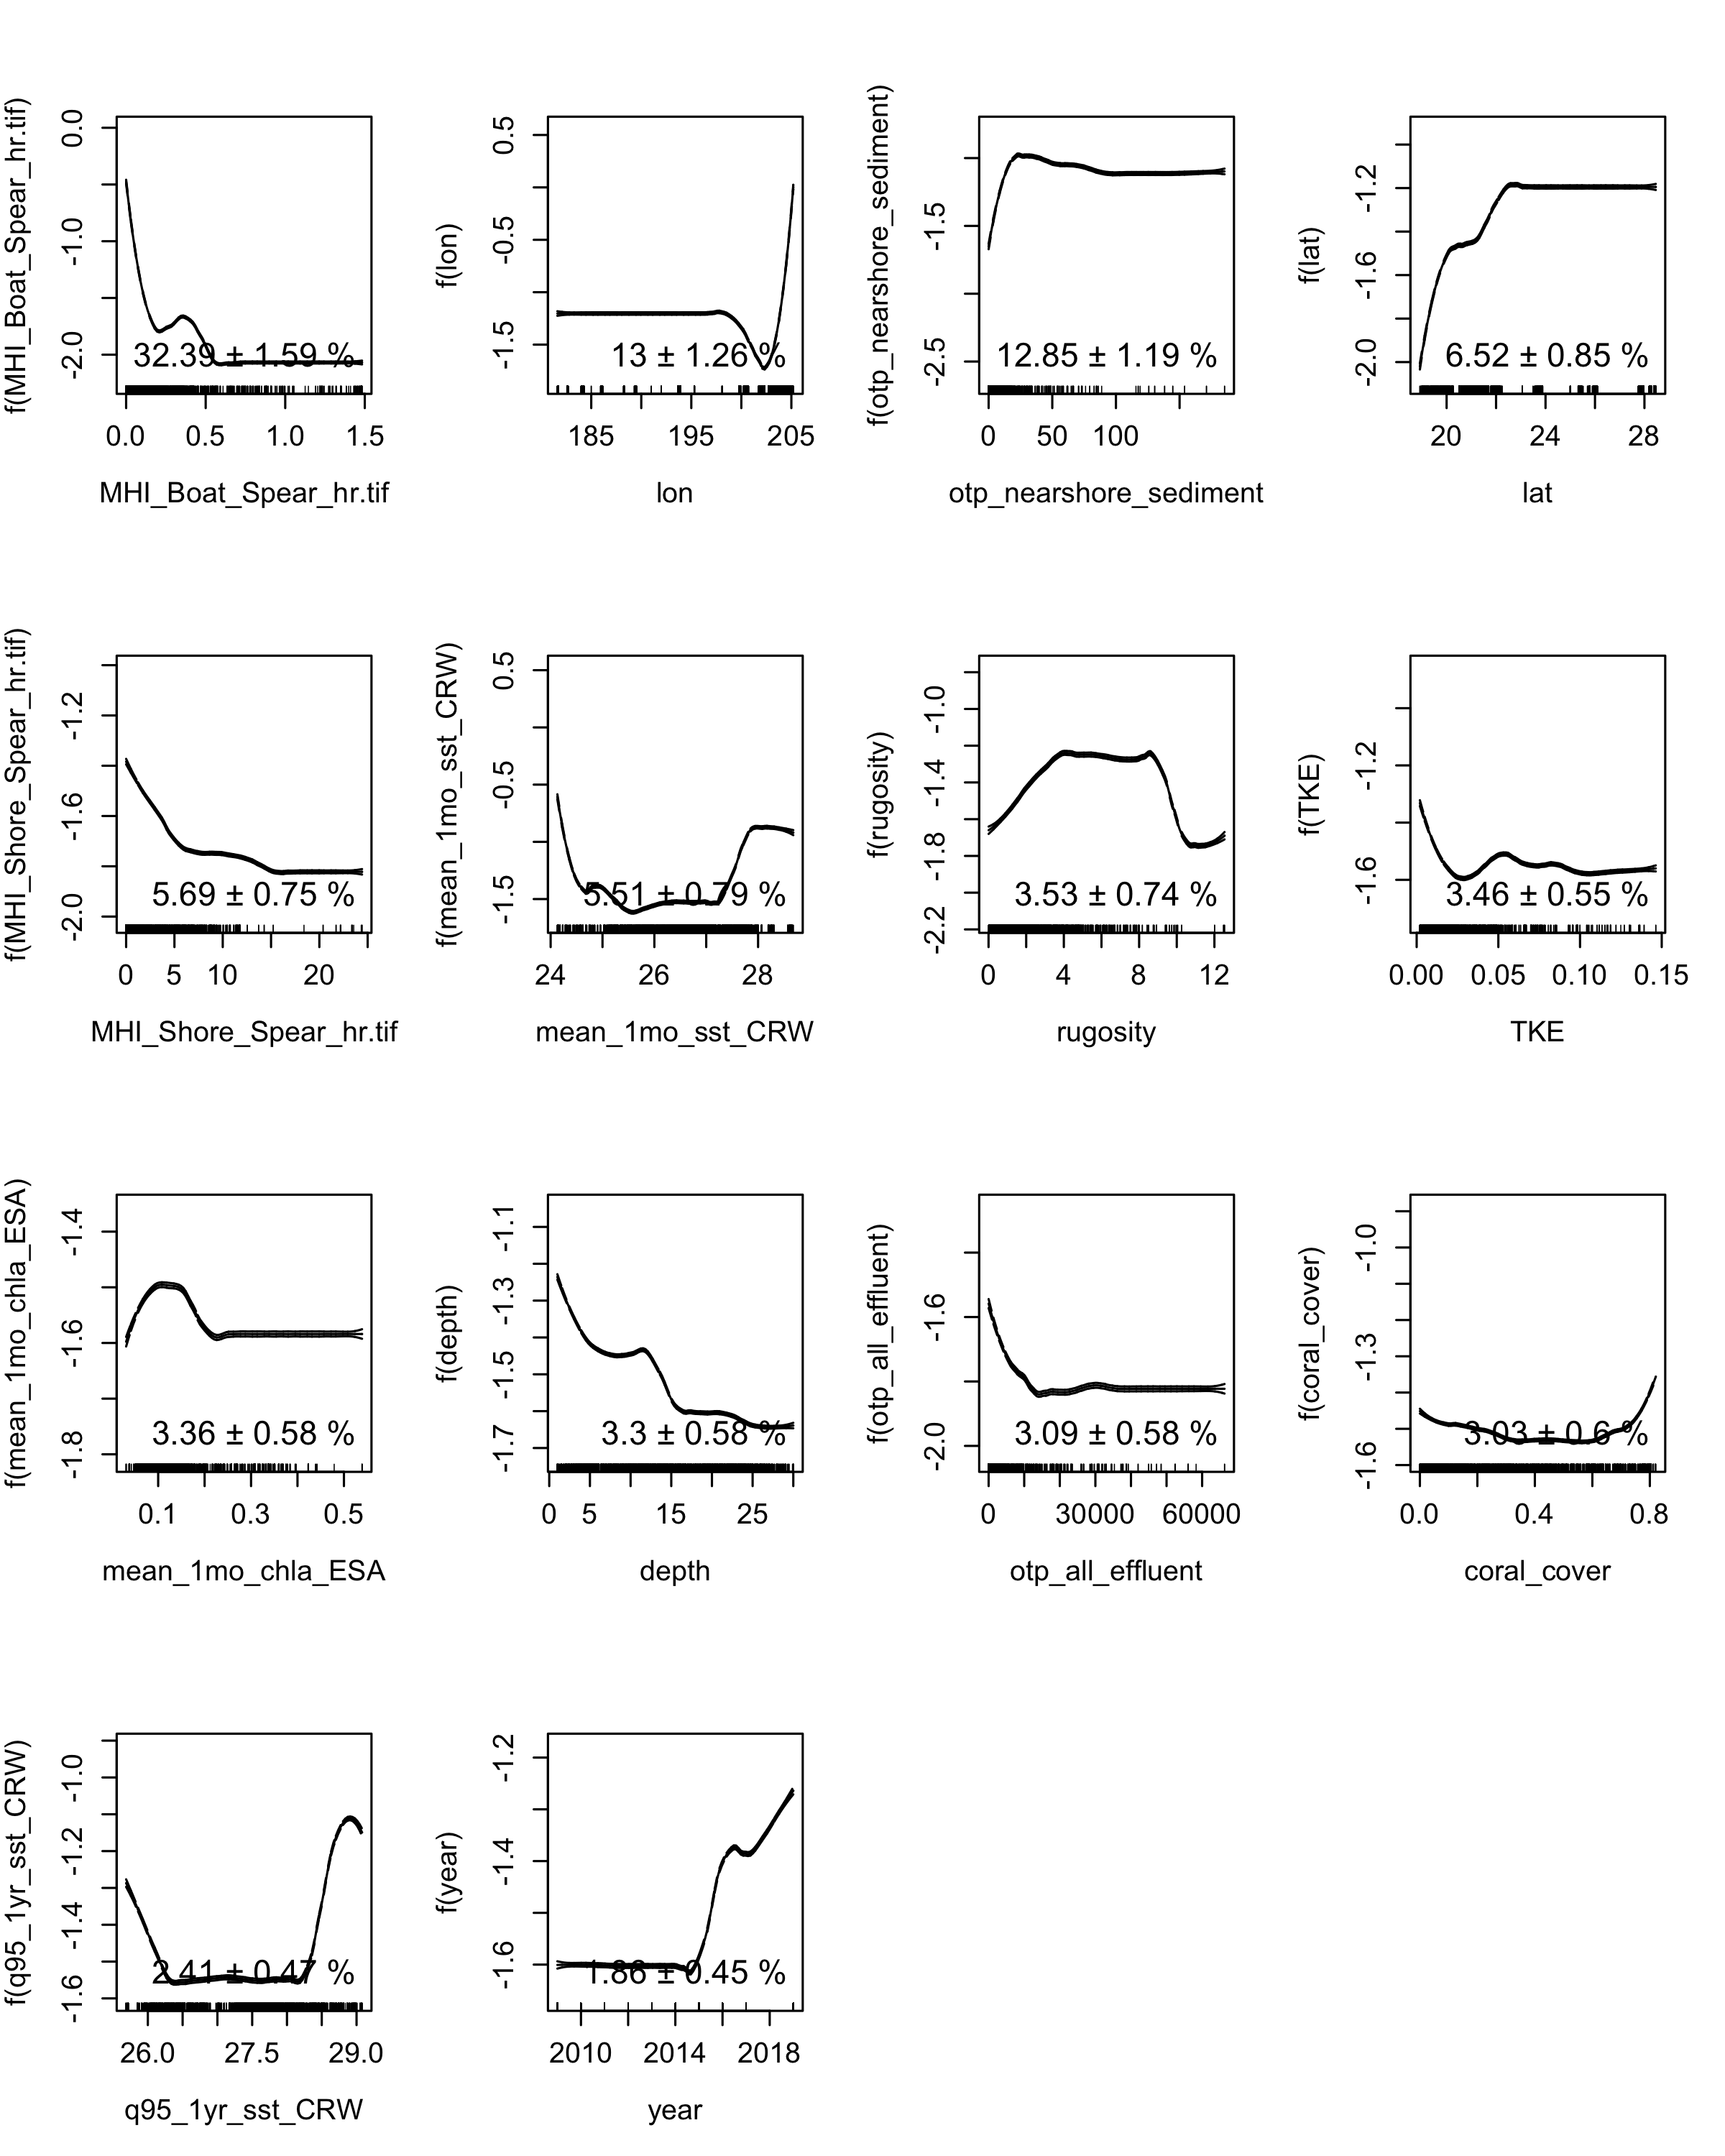 f(MHI_Boat_Spear_hr.tif)
0.0
-1.0
-2.0
32.39 ± 1.59 %
0.0 0.5 1.0 1.5
MHI_Boat_Spear_hr.tif
f(lon)
0.5
-0.5
-1.5
13 ± 1.26 %
185 195 205
lon
f(otp_nearshore_sediment)
-1.5
-2.5
12.85 ± 1.19 %
0 50 100
otp_nearshore_sediment
f(lat)
-1.2
-1.6
-2.0
6.52 ± 0.85 %
20 24 28
lat
f(MHI_Shore_Spear_hr.tif)
-1.2
-1.6
-2.0
5.69 ± 0.75 %
0 5 10 20
MHI_Shore_Spear_hr.tif
f(mean_1mo_sst_CRW)
0.5
-0.5
-1.5
5.51 ± 0.79 %
24 26 28
mean_1mo_sst_CRW
f(rugosity)
-1.0
-1.4
-1.8
-2.2
3.53 ± 0.74 %
0 4 8 12
rugosity
f(TKE)
-1.2
-1.6
3.46 ± 0.55 %
0.00 0.05 0.10 0.15
TKE
f(mean_1mo_chla_ESA)
-1.4
-1.6
-1.8
3.36 ± 0.58 %
0.1 0.3 0.5
mean_1mo_chla_ESA
f(depth)
-1.1
-1.3
-1.5
-1.7
3.3 ± 0.58 %
0 5 15 25
depth
f(otp_all_effluent)
-1.6
-2.0
3.09 ± 0.58 %
0 30000 60000
otp_all_effluent
f(coral_cover)
-1.0
-1.3
-1.6
3.03 ± 0.6 %
0.0 0.4 0.8
coral_cover
f(q95_1yr_sst_CRW)
-1.0
-1.2
-1.4
-1.6
2.41 ± 0.47 %
26.0 27.5 29.0
q95_1yr_sst_CRW
f(year)
-1.2
-1.4
-1.6
1.86 ± 0.45 %
2010 2014 2018
year